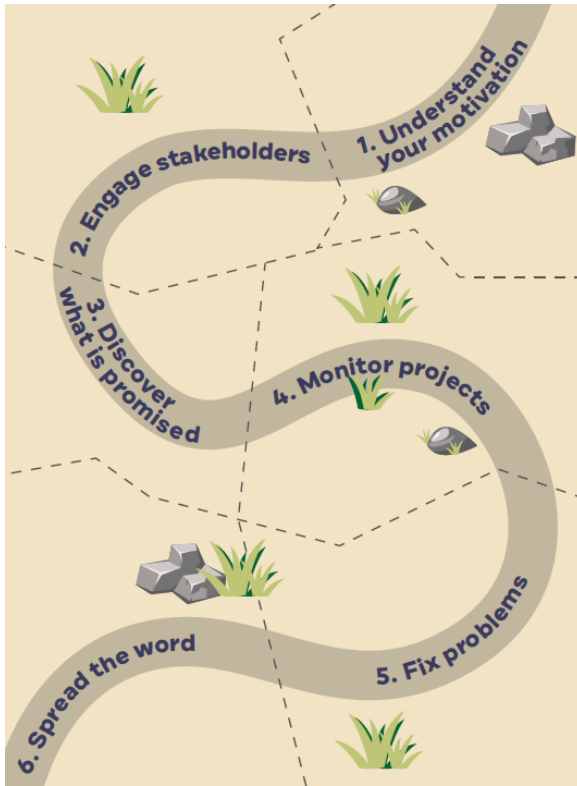 1. Understand
your motivation
2. Engage stakeholders
3. Discover
what is promised
4. Monitor projects
5. Fix problems
6. Spread the word